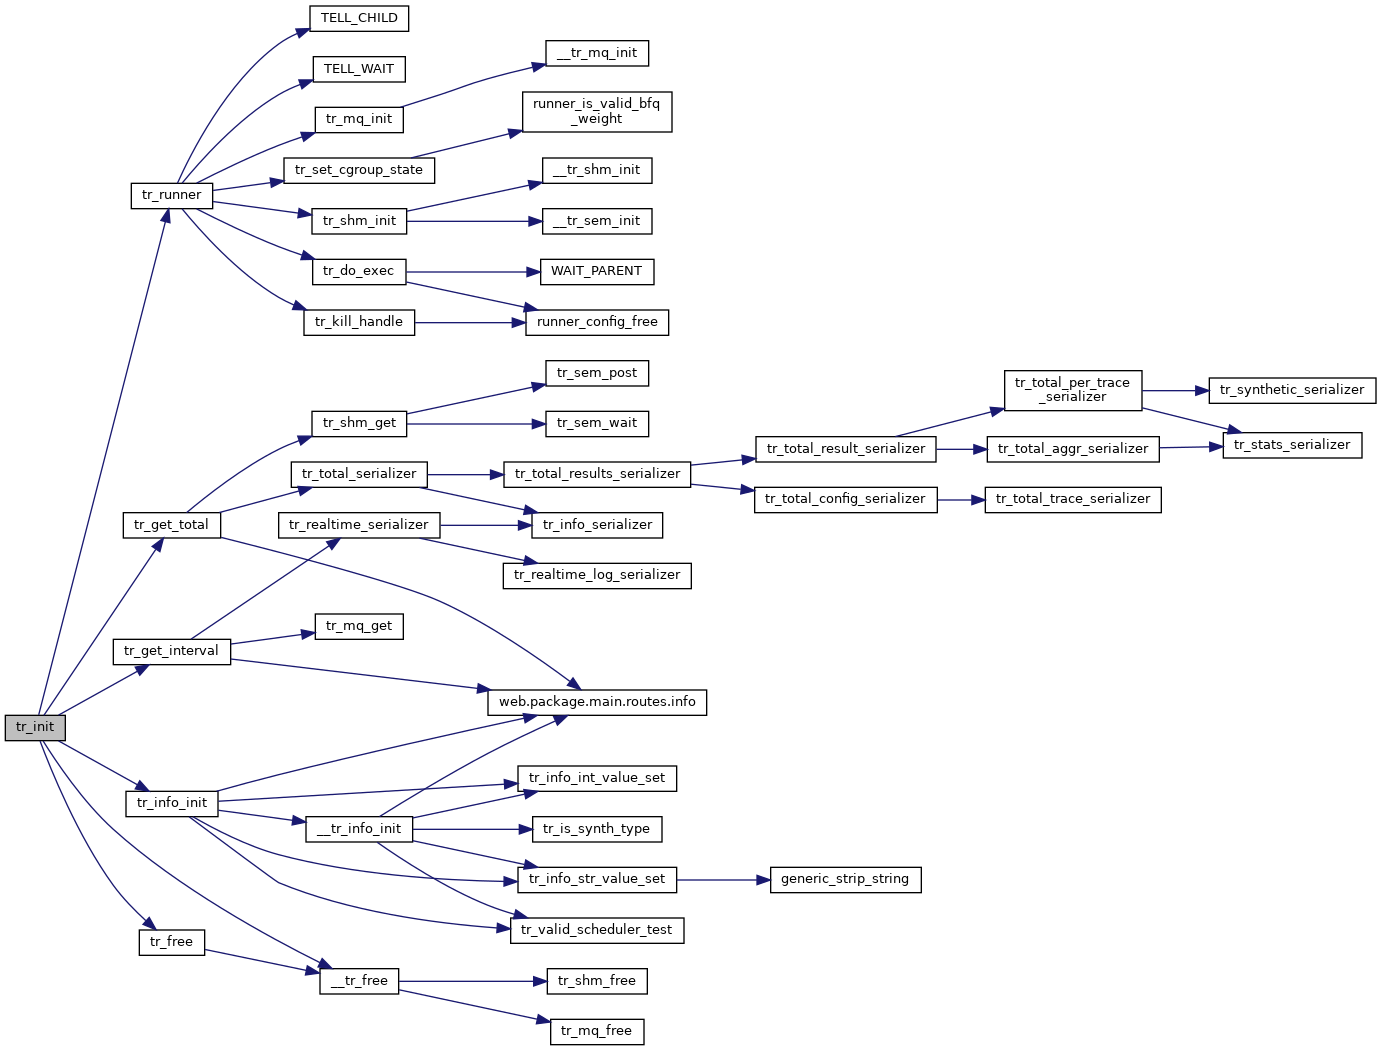 TELL_CHILD
TELL_WAIT
tr_mq_init
__tr_mq_init
runner_is_valid_bfq
_weight
tr_set_cgroup_state
tr_runner
tr_shm_init
__tr_shm_init
__tr_sem_init
tr_do_exec
WAIT_PARENT
tr_kill_handle
runner_config_free
tr_sem_post
tr_shm_get
tr_sem_wait
tr_total_per_trace
_serializer
tr_synthetic_serializer
tr_stats_serializer
tr_total_result_serializer
tr_total_aggr_serializer
tr_total_serializer
tr_total_results_serializer
tr_total_config_serializer
tr_total_trace_serializer
tr_get_total
tr_realtime_serializer
tr_info_serializer
tr_realtime_log_serializer
tr_mq_get
tr_get_interval
web.package.main.routes.info
tr_init
tr_info_init
tr_info_int_value_set
__tr_info_init
tr_is_synth_type
tr_info_str_value_set
generic_strip_string
tr_valid_scheduler_test
tr_free
__tr_free
tr_shm_free
tr_mq_free